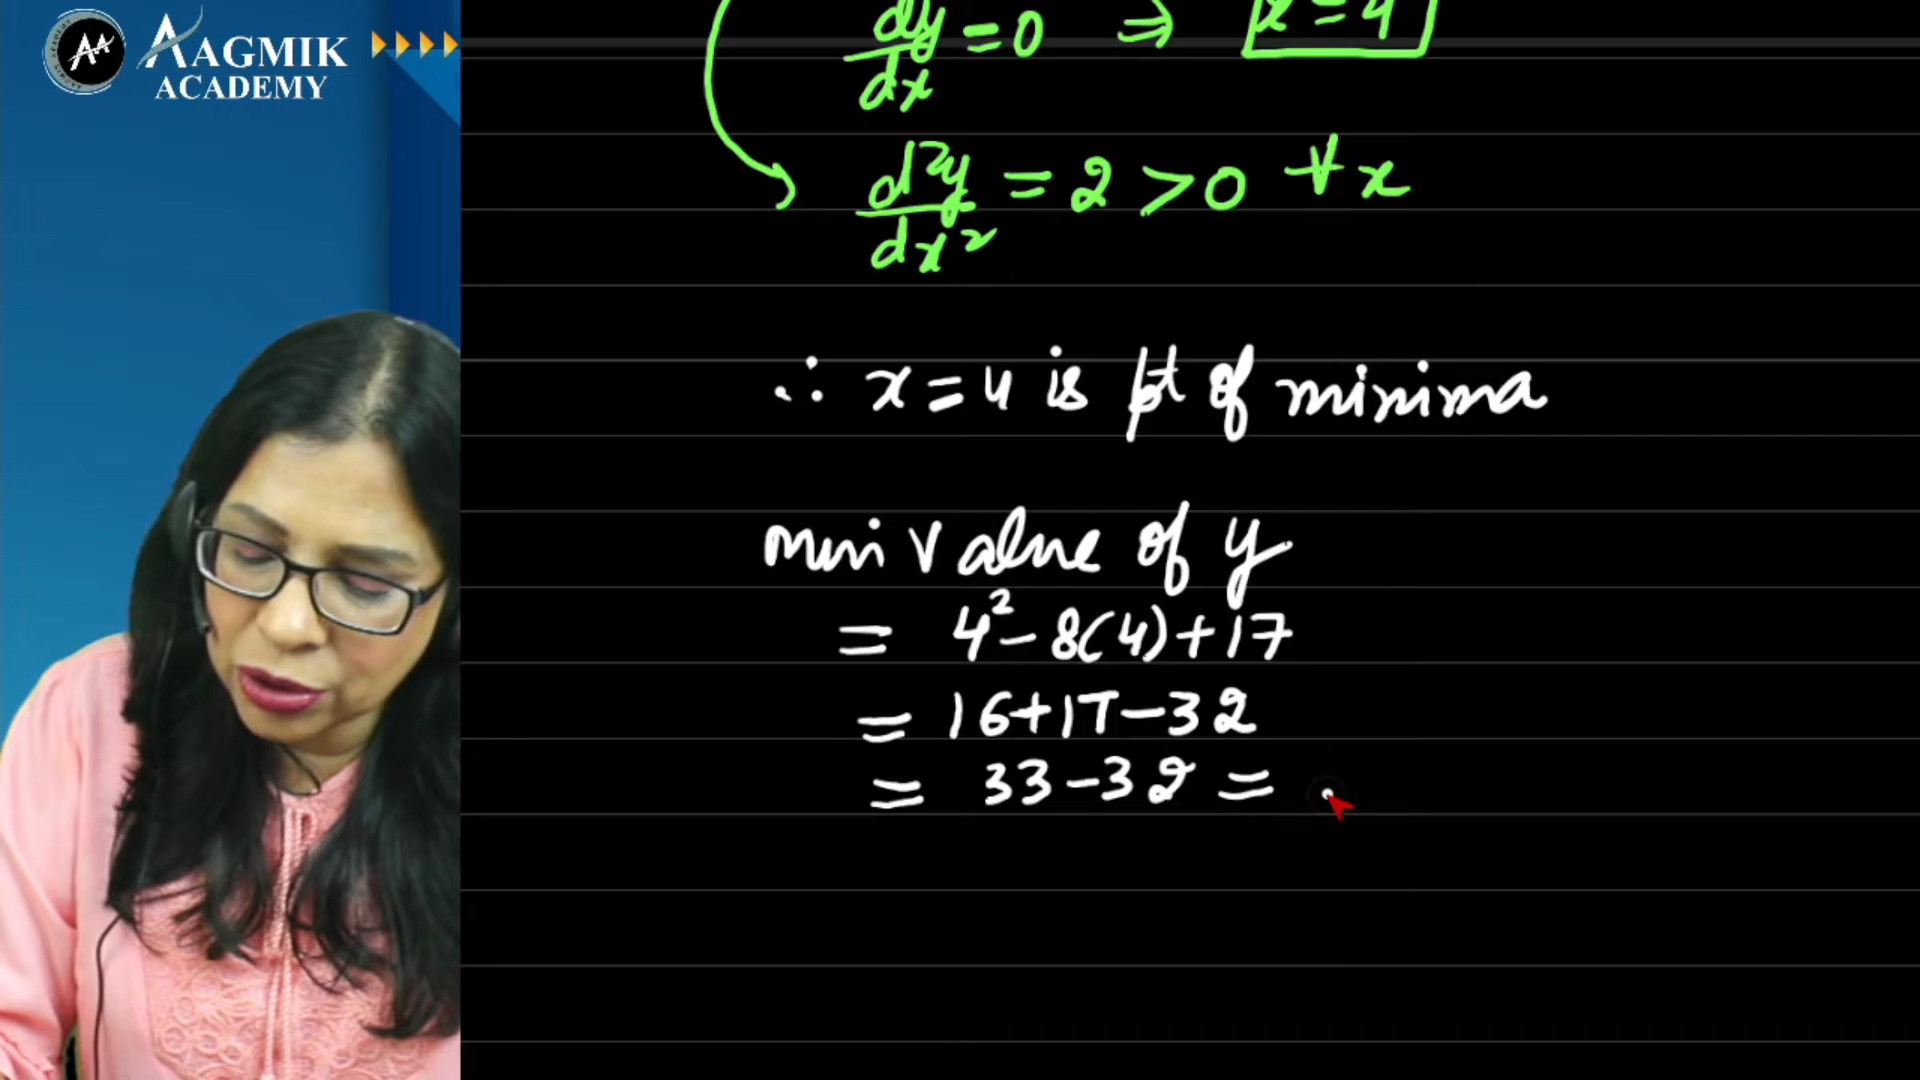 AAGMIK
ACADEMY
dy/dx = 0 ⇒ x = 4
d²y/dx² = 2 > 0 ∀ x
∴ x = 4 is pt of minima
min value of y
= 4² - 8(4) + 17
= 16 + 17 - 32
= 33 - 32 =